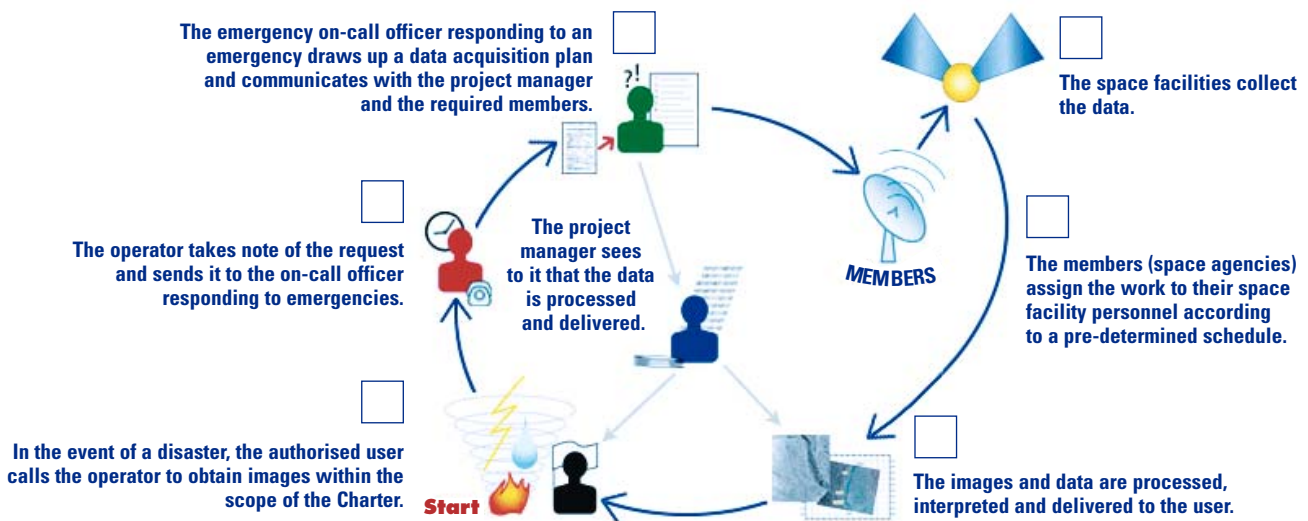 The emergency on-call officer responding to an
emergency draws up a data acquisition plan
and communicates with the project manager
and the required members.
?!
The space facilities collect
the data.
The operator takes note of the request
and sends it to the on-call officer
responding to emergencies.
The project
manager sees
to it that the data
is processed
and delivered.
MEMBERS
The members (space agencies)
assign the work to their space
facility personnel according
to a pre-determined schedule.
In the event of a disaster, the authorised user
calls the operator to obtain images within the
scope of the Charter.
Start
The images and data are processed,
interpreted and delivered to the user.